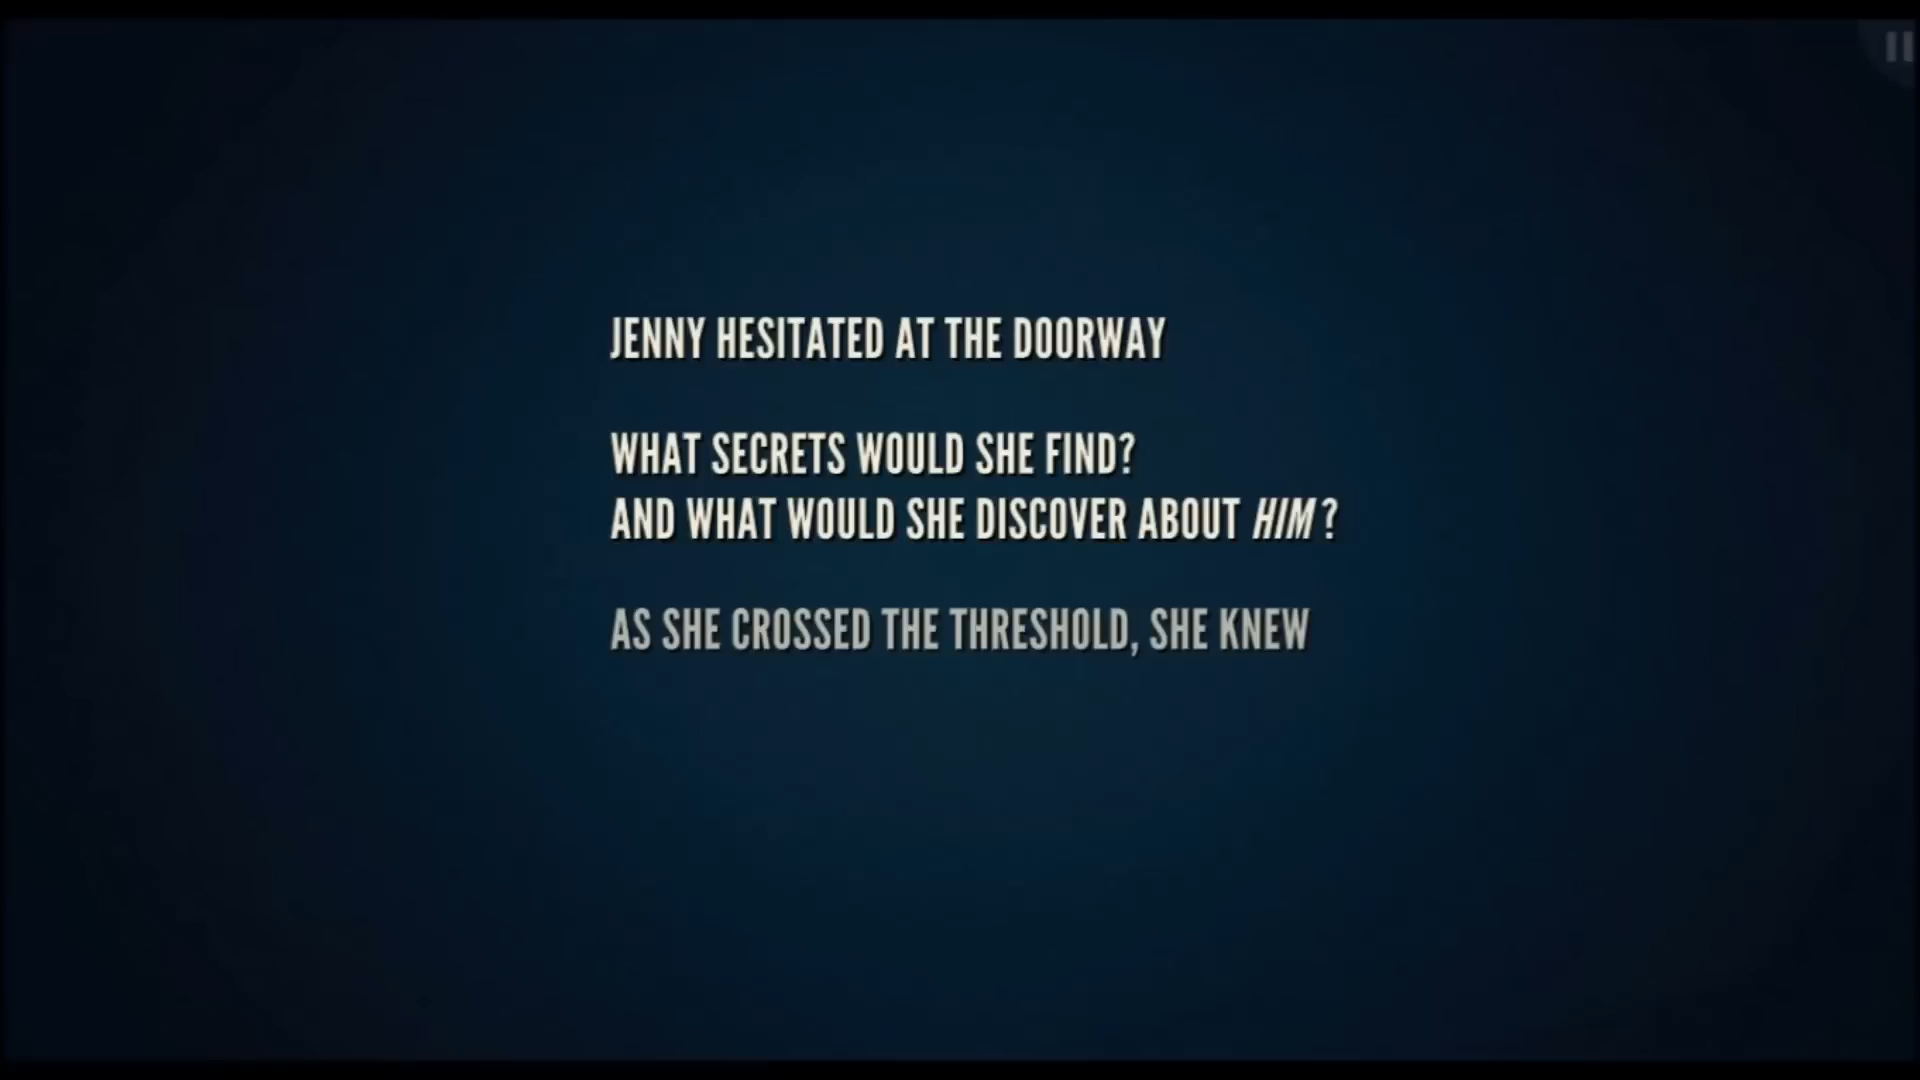 JENNY HESITATED AT THE DOORWAY
WHAT SECRETS WOULD SHE FIND?
AND WHAT WOULD SHE DISCOVER ABOUT HIM?
AS SHE CROSSED THE THRESHOLD, SHE KNEW